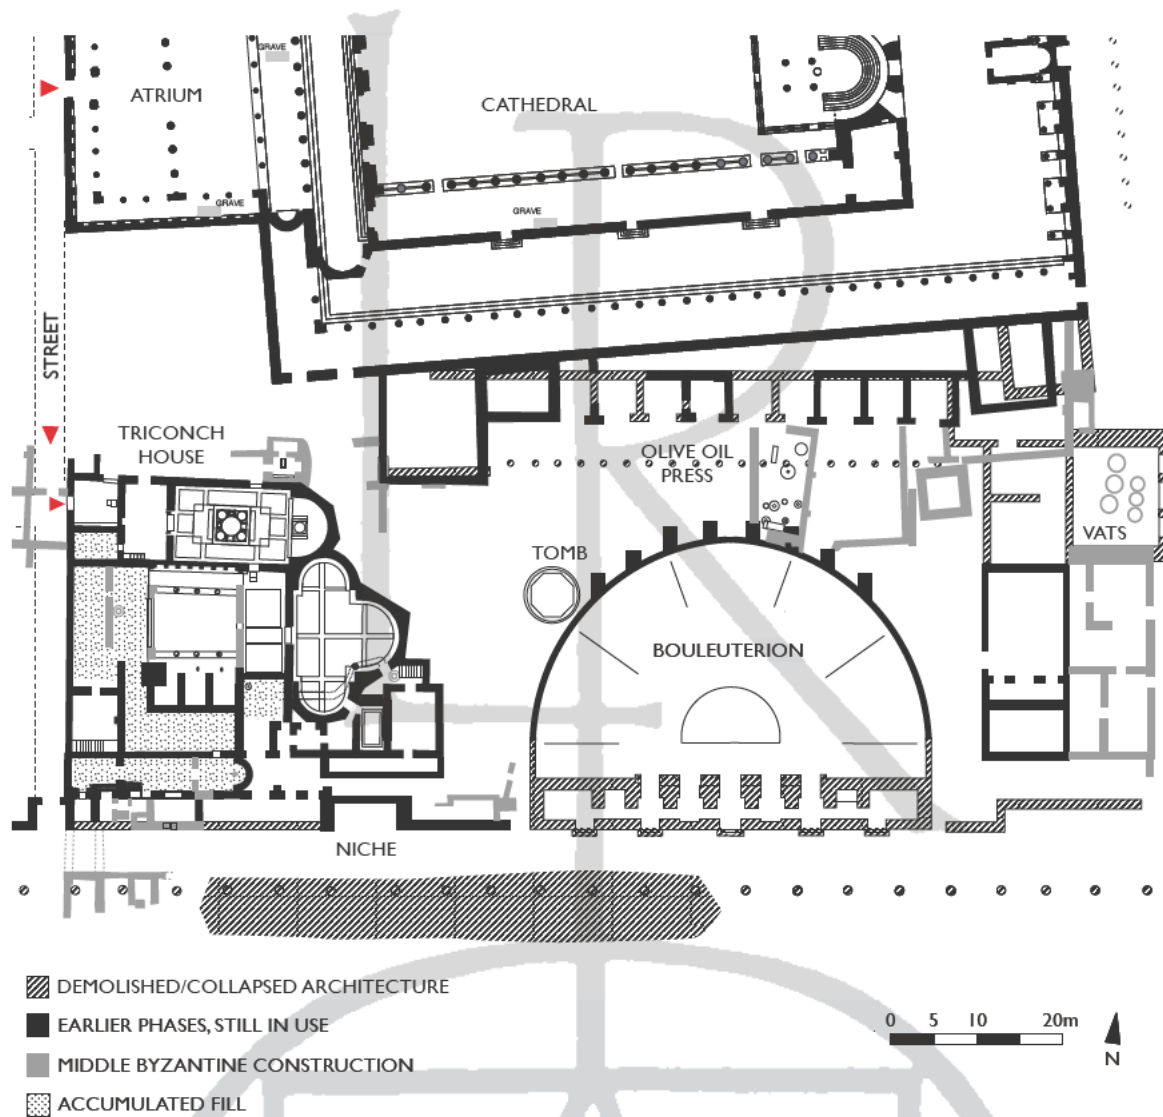 GRAVE
ATRIUM
CATHEDRAL
GRAVE
GRAVE
STREET
TRICONCH
HOUSE
OLIVE OIL
PRESS
VATS
TOMB
BOULEUTERION
NICHE
DEMOLISHED/COLLAPSED ARCHITECTURE
EARLIER PHASES, STILL IN USE
MIDDLE BYZANTINE CONSTRUCTION
ACCUMULATED FILL
0 5 10 20m
N